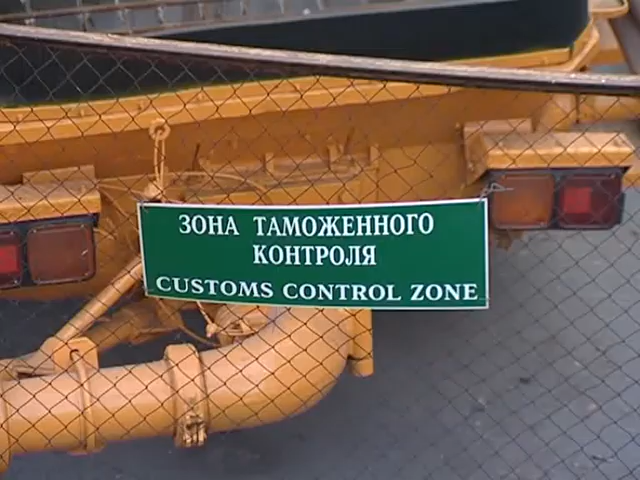 ЗОНА ТАМОЖЕННОГО
КОНТРОЛЯ
CUSTOMS CONTROL ZONE